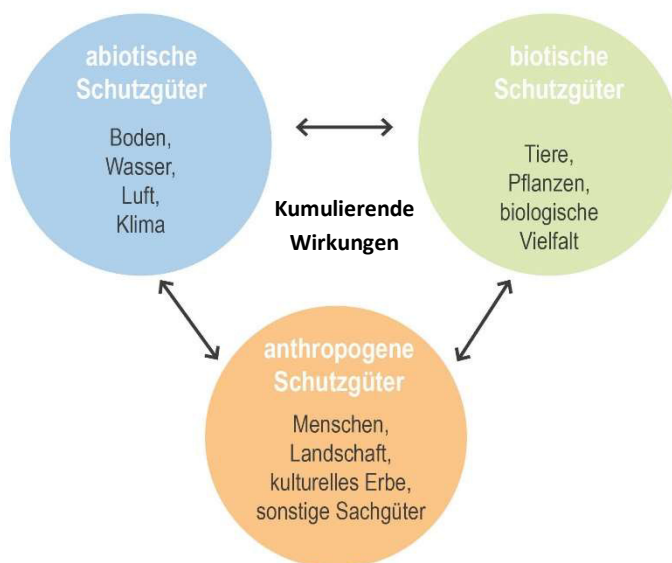 abiotische
Schutzgüter
Boden,
Wasser,
Luft,
Klima
biotische
Schutzgüter
Tiere,
Pflanzen,
biologische
Vielfalt
Kumulierende
Wirkungen
anthropogene
Schutzgüter
Menschen,
Landschaft,
kulturelles Erbe,
sonstige Sachgüter